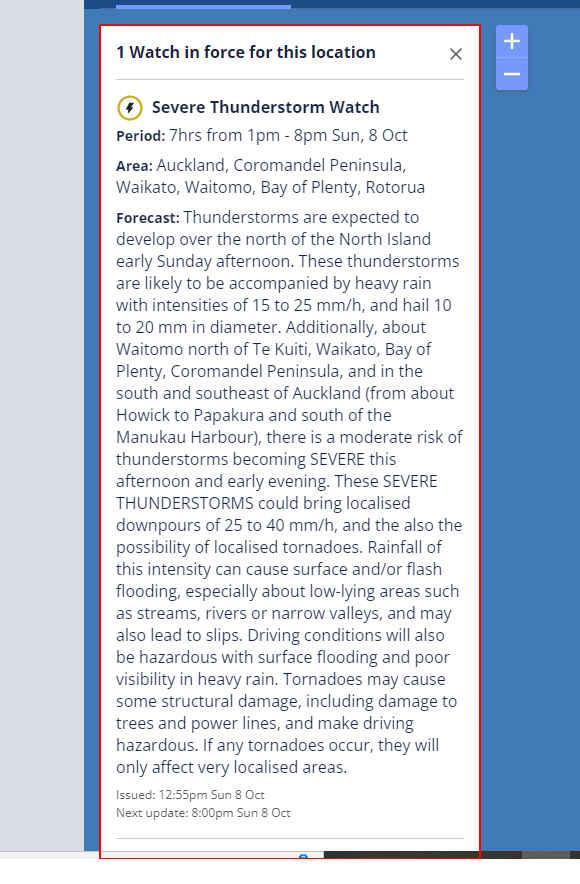 1 Watch in force for this location
Severe Thunderstorm Watch
Period: 7hrs from 1pm - 8pm Sun, 8 Oct
Area: Auckland, Coromandel Peninsula,
Waikato, Waitomo, Bay of Plenty, Rotorua
Forecast: Thunderstorms are expected to
develop over the north of the North Island
early Sunday afternoon. These thunderstorms
are likely to be accompanied by heavy rain
with intensities of 15 to 25 mm/h, and hail 10
to 20 mm in diameter. Additionally, about
Waitomo north of Te Kuiti, Waikato, Bay of
Plenty, Coromandel Peninsula, and in the
south and southeast of Auckland (from about
Howick to Papakura and south of the
Manukau Harbour), there is a moderate risk of
thunderstorms becoming SEVERE this
afternoon and early evening. These SEVERE
THUNDERSTORMS could bring localised
downpours of 25 to 40 mm/h, and the also the
possibility of localised tornadoes. Rainfall of
this intensity can cause surface and/or flash
flooding, especially about low-lying areas such
as streams, rivers or narrow valleys, and may
also lead to slips. Driving conditions will also
be hazardous with surface flooding and poor
visibility in heavy rain. Tornadoes may cause
some structural damage, including damage to
trees and power lines, and make driving
hazardous. If any tornadoes occur, they will
only affect very localised areas.
Issued: 12:55pm Sun 8 Oct
Next update: 8:00pm Sun 8 Oct